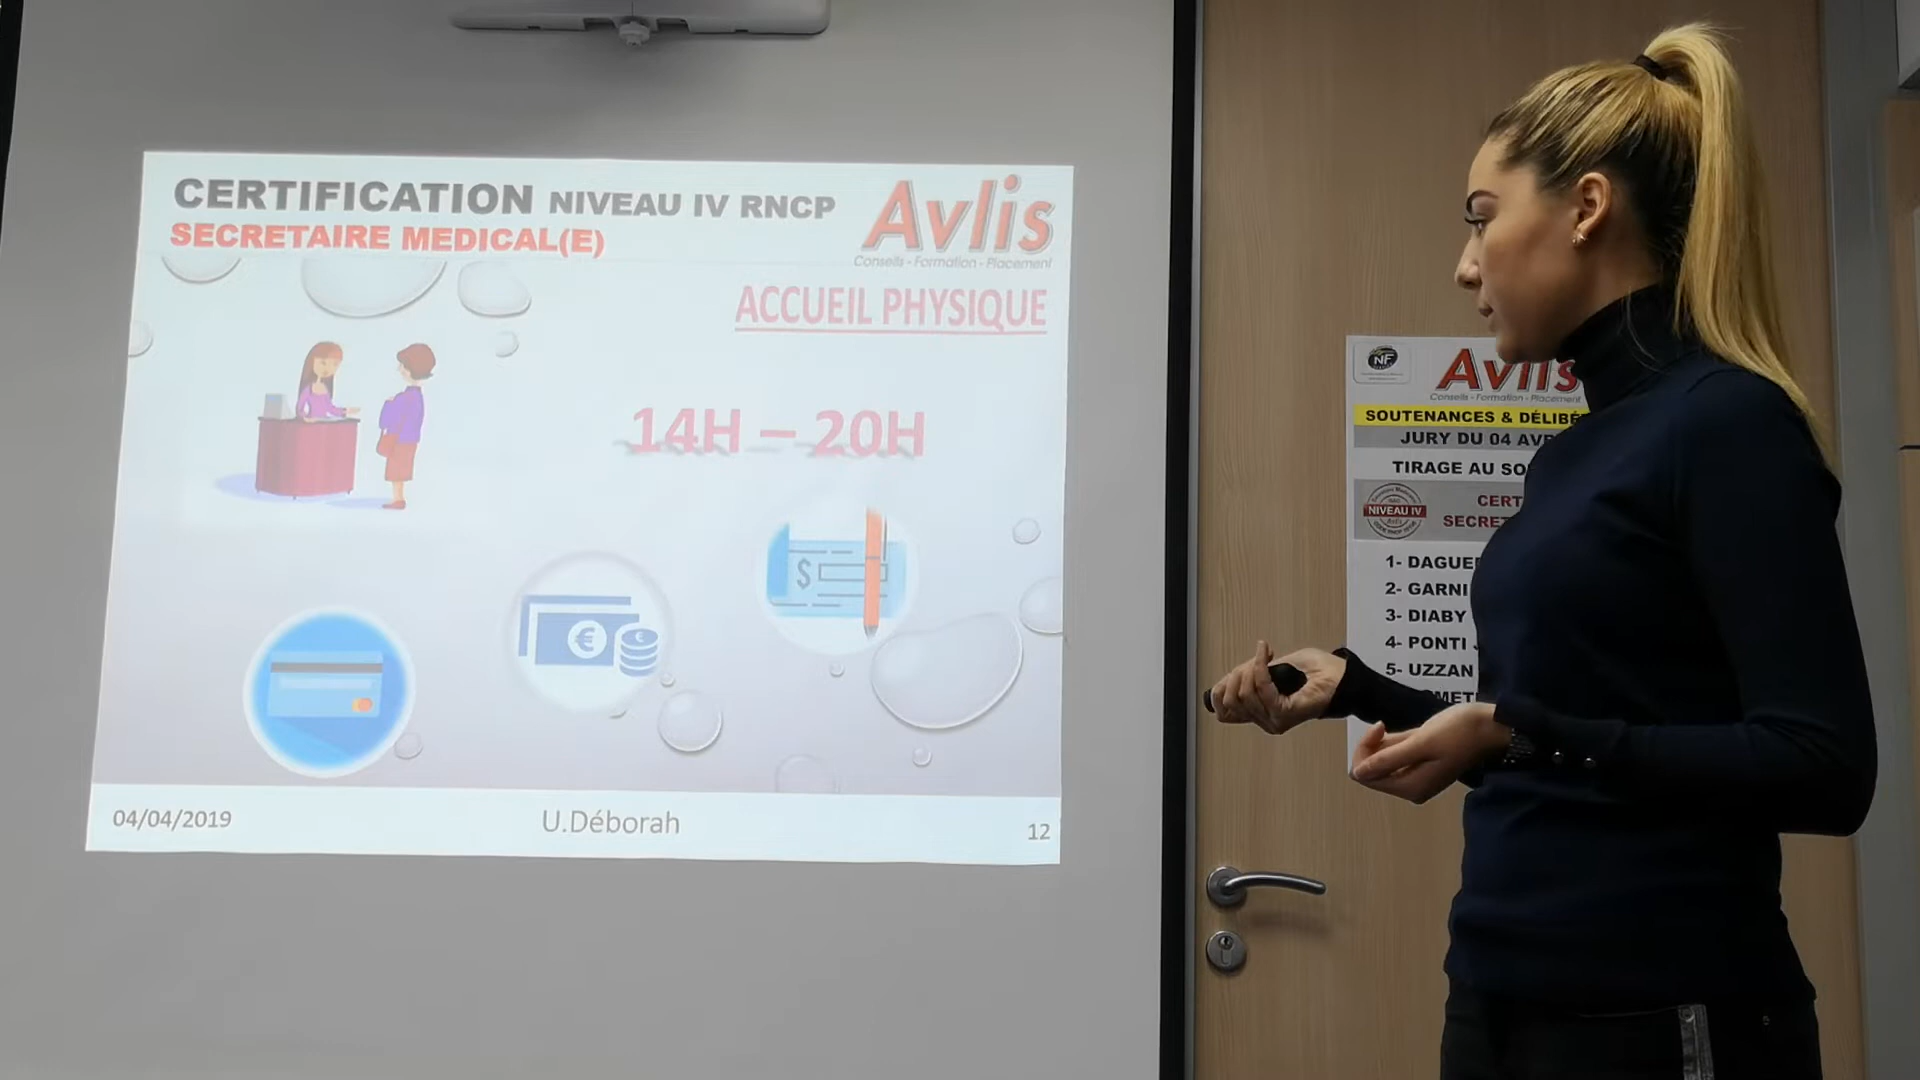 CERTIFICATION NIVEAU IV RNCP
SECRETAIRE MEDICAL(E)
Avlis
Conseils - Formation - Placement
ACCUEIL PHYSIQUE
14H – 20H
$
€
€
04/04/2019
U.Déborah
12
NF
Avlis
Conseils - Formation - Placement
SOUTENANCES & DÉLIBÉ
JURY DU 04 AVR
TIRAGE AU SO
NIVEAU IV
CERT
SECRET
1- DAGUE
2- GARNI
3- DIABY
4- PONTI
5- UZZAN